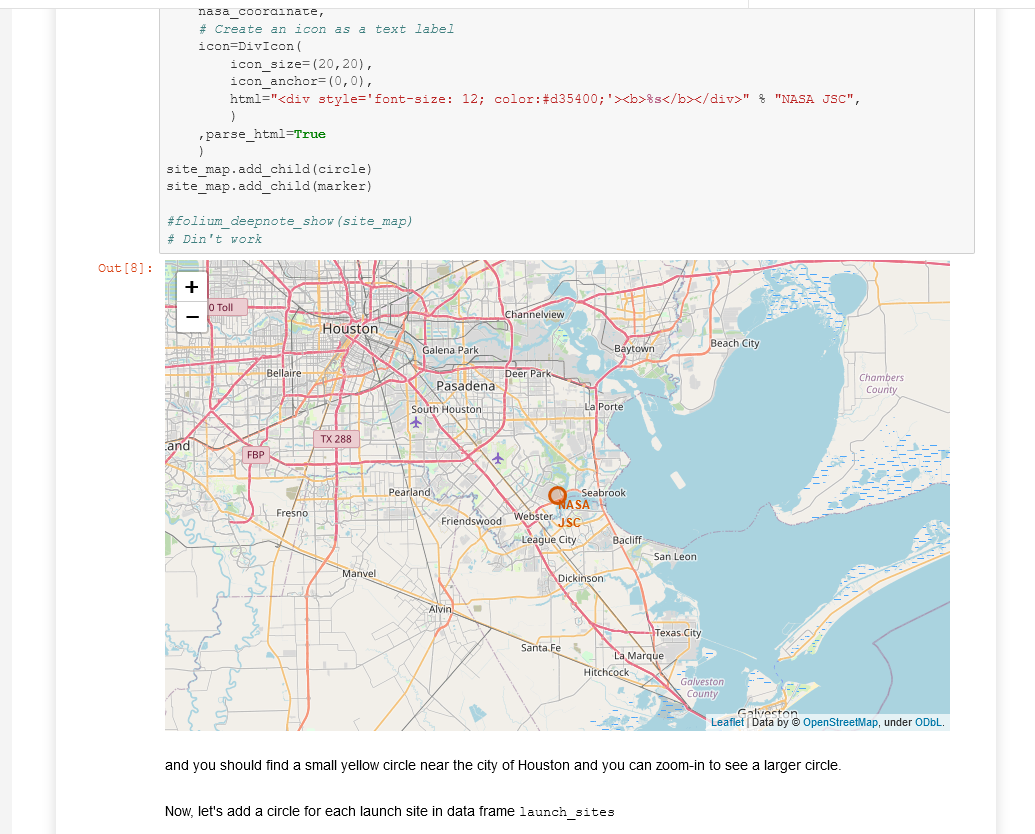 nasa_coordinate,
# Create an icon as a text label
icon=DivIcon(
icon_size=(20,20),
icon_anchor=(0,0),
html="<div style='font-size: 12; color:#d35400;'><b>%s</b></div>" % "NASA JSC",
)
,parse_html=True
)
site_map.add_child(circle)
site_map.add_child(marker)
#folium_deepnote_show(site_map)
# Din't work
Out[8]:
+
−
0 Toll
Houston
Channelview
Galena Park
Baytown
Beach City
Bellaire
Deer Park
Pasadena
Chambers
County
South Houston
La Porte
TX 288
and
FBP
Pearland
Seabrook
NASA
JSC
Fresno
Webster
Friendswood
League City
Bacliff
San Leon
Manvel
Dickinson
Alvin
Texas City
Santa Fe
La Marque
Hitchcock
Galveston
County
Galveston
Leaflet | Data by © OpenStreetMap, under ODbL.
and you should find a small yellow circle near the city of Houston and you can zoom-in to see a larger circle.
Now, let's add a circle for each launch site in data frame launch_sites